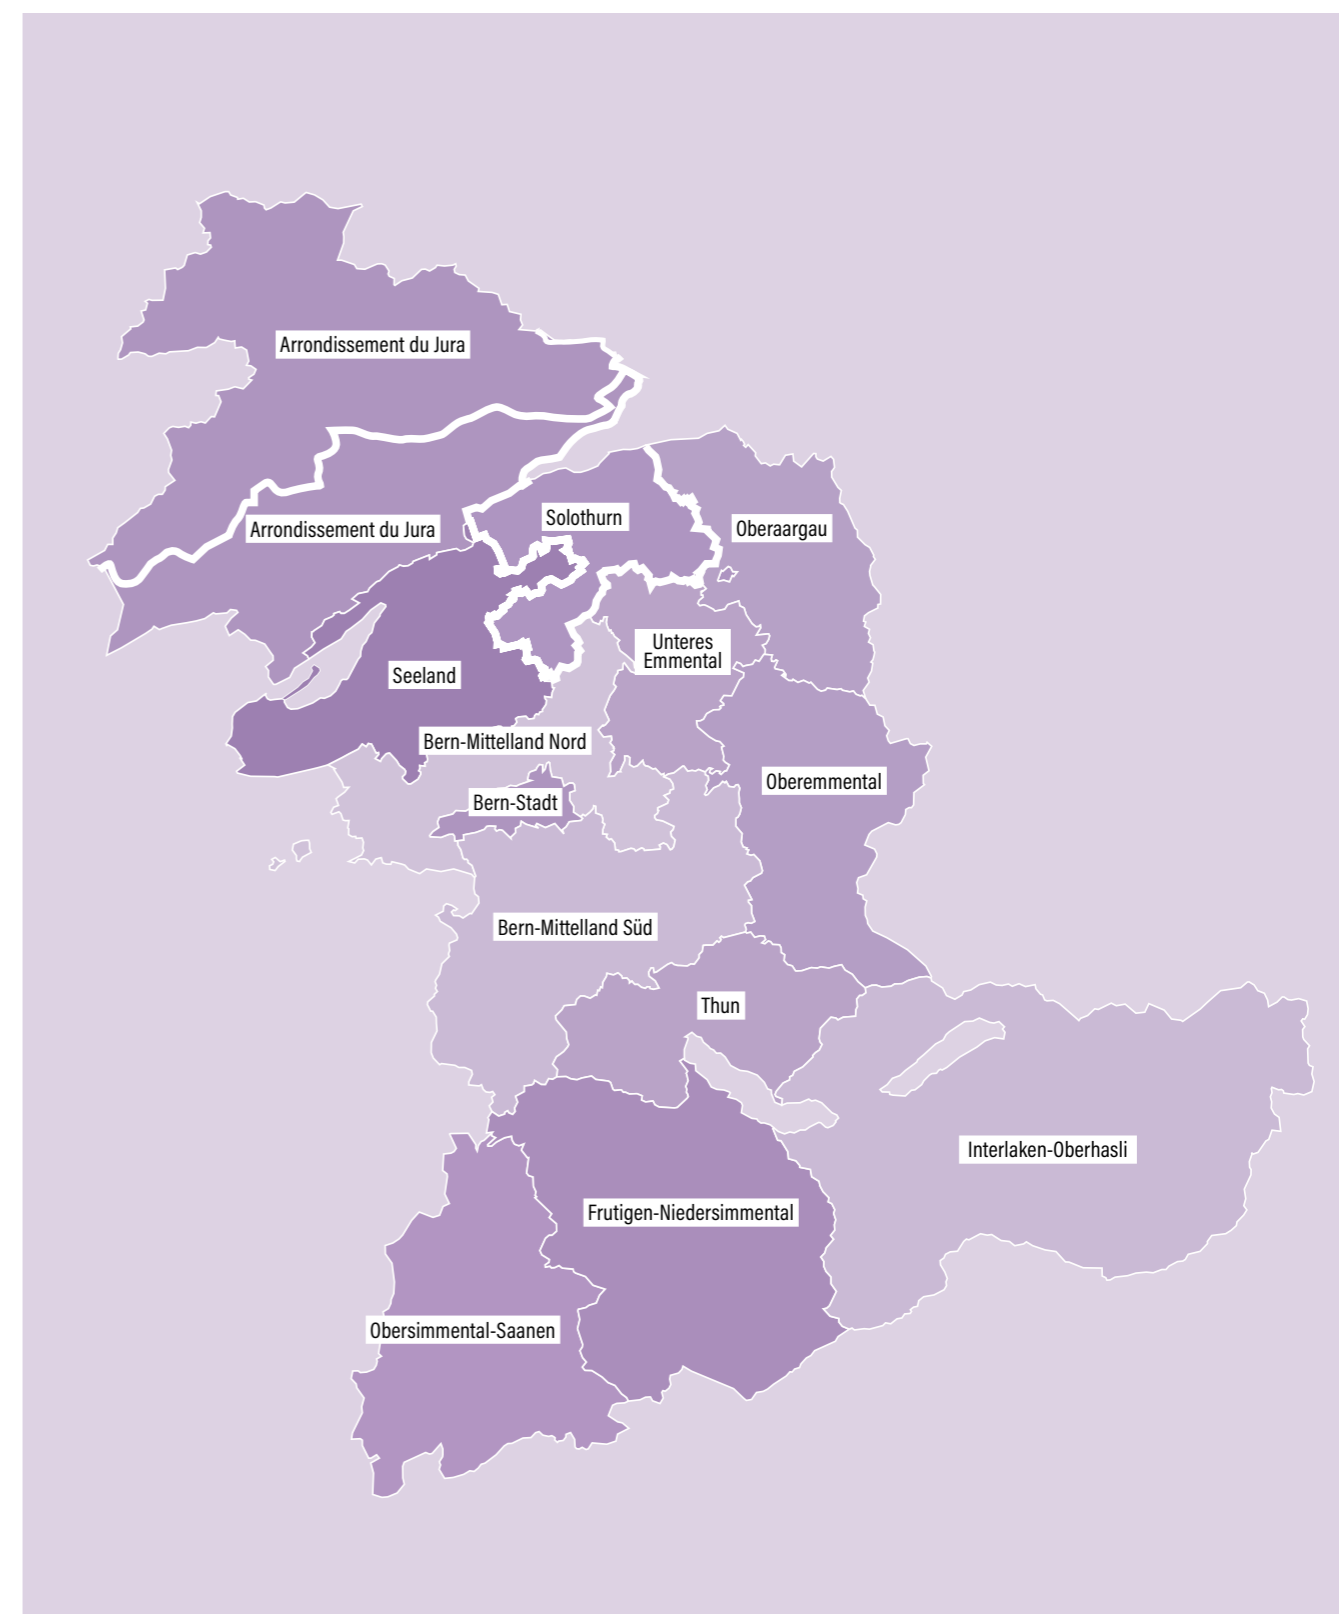 Arrondissement du Jura
Arrondissement du Jura
Solothurn
Oberaargau
Unteres
Emmental
Seeland
Bern-Mittelland Nord
Oberemmental
Bern-Stadt
Bern-Mittelland Süd
Thun
Interlaken-Oberhasli
Frutigen-Niedersimmental
Obersimmental-Saanen